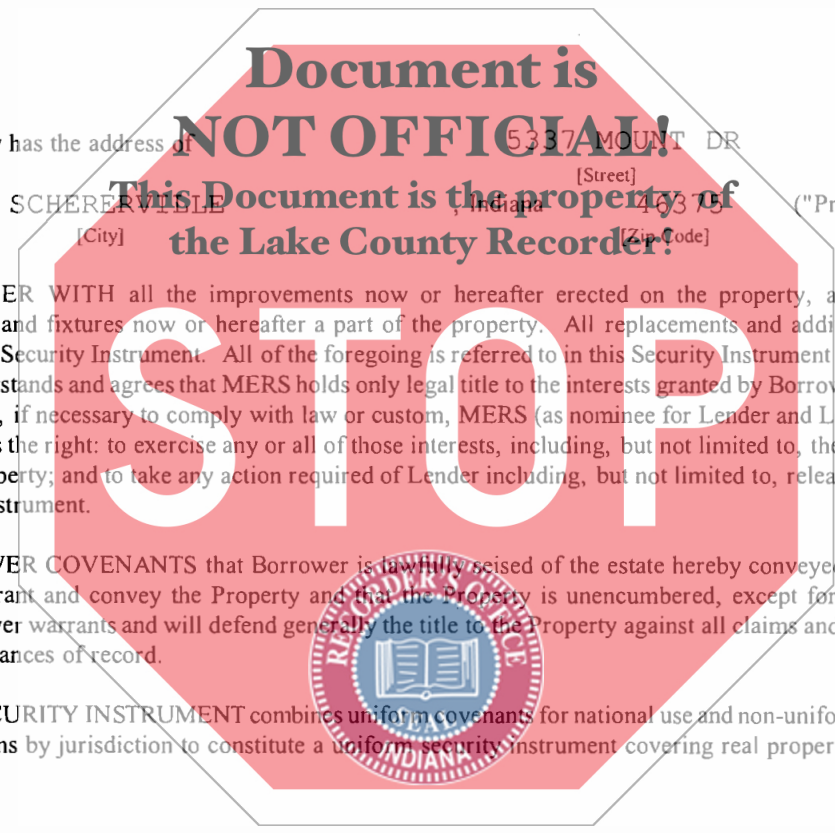 Document is
NOT OFFICIAL!
This Document is the property of
the Lake County Recorder!
has the address of 5337 MOUNT DR
[Street]
SCHERERVILLE , Indiana 46375 ("Pr
[City] [Zip Code]
ER WITH all the improvements now or hereafter erected on the property, a
and fixtures now or hereafter a part of the property. All replacements and addi
Security Instrument. All of the foregoing is referred to in this Security Instrument
stands and agrees that MERS holds only legal title to the interests granted by Borrow
, if necessary to comply with law or custom, MERS (as nominee for Lender and L
s the right: to exercise any or all of those interests, including, but not limited to, the
perty; and to take any action required of Lender including, but not limited to, relea
strument.
STOP
VER COVENANTS that Borrower is lawfully seised of the estate hereby conveye
rant and convey the Property and that the Property is unencumbered, except for
ver warrants and will defend generally the title to the Property against all claims and
ances of record.
CURITY INSTRUMENT combines uniform covenants for national use and non-unifo
ns by jurisdiction to constitute a uniform security instrument covering real proper
RECORDER'S OFFICE
SEAL
INDIANA